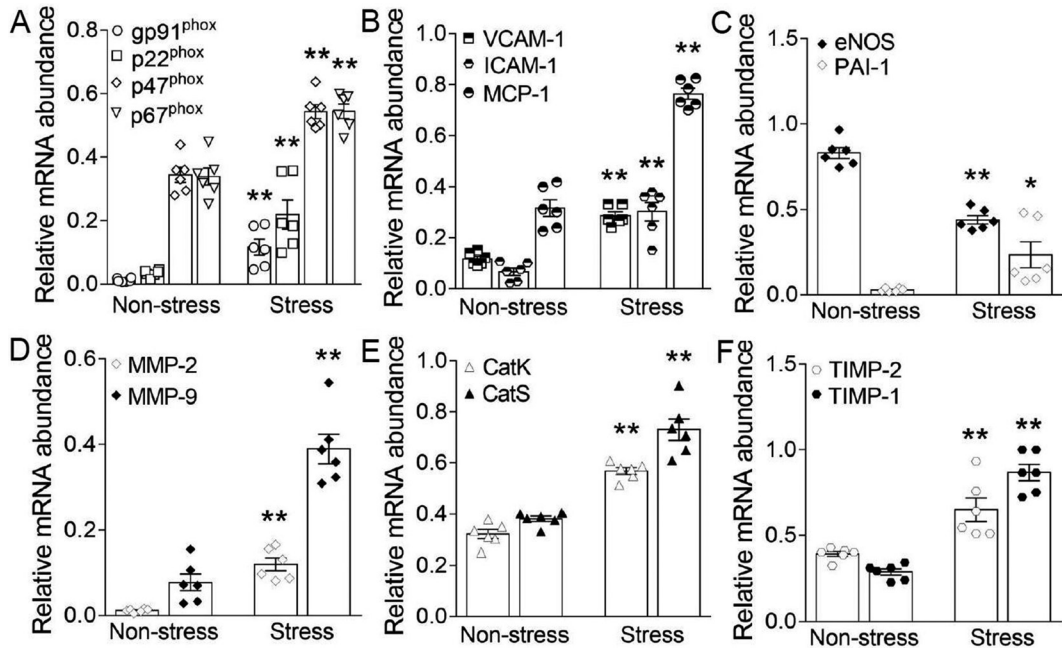 A
gp91phox
p22phox
p47phox
p67phox
Relative mRNA abundance
0.8
0.6
0.4
0.2
0.0
**
**
**
**
Non-stress
Stress
B
VCAM-1
ICAM-1
MCP-1
Relative mRNA abundance
1.0
0.8
0.6
0.4
0.2
0.0
**
**
**
Non-stress
Stress
C
eNOS
PAI-1
Relative mRNA abundance
1.5
1.0
0.5
0.0
**
*
Non-stress
Stress
D
MMP-2
MMP-9
Relative mRNA abundance
0.6
0.4
0.2
0.0
**
**
Non-stress
Stress
E
CatK
CatS
Relative mRNA abundance
1.0
0.8
0.6
0.4
0.2
0.0
**
**
Non-stress
Stress
F
TIMP-2
TIMP-1
Relative mRNA abundance
1.5
1.0
0.5
0.0
**
**
Non-stress
Stress